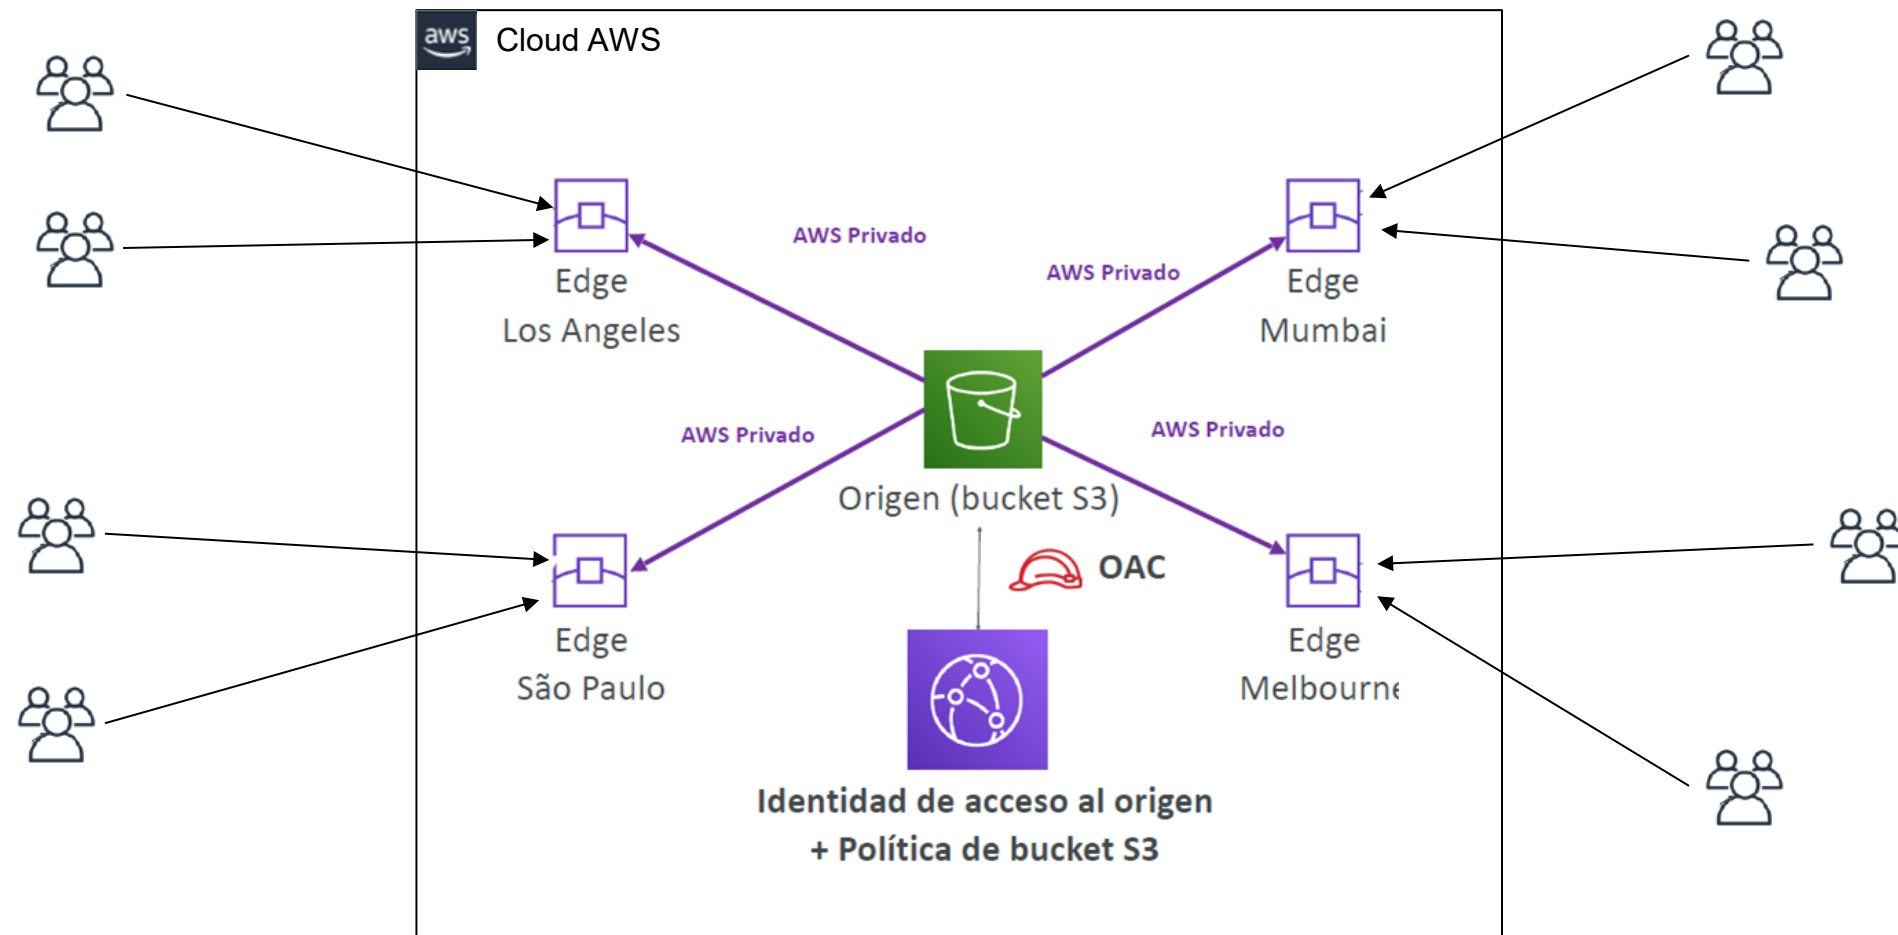 aws
Cloud AWS
AWS Privado
AWS Privado
Edge
Los Angeles
Edge
Mumbai
AWS Privado
AWS Privado
Origen (bucket S3)
OAC
Edge
São Paulo
Edge
Melbourne
Identidad de acceso al origen
+ Política de bucket S3